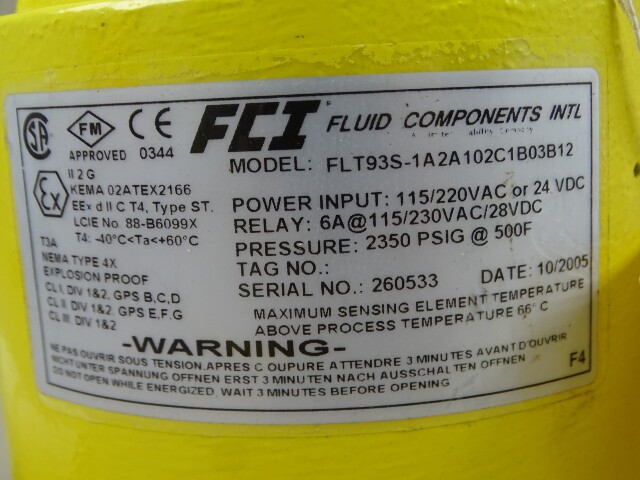 SA
FM
APPROVED
CE
0344
FCI
FLUID COMPONENTS INTL
A Limited Liability Company
MODEL: FLT93S-1A2A102C1B03B12
Ex
II 2 G
KEMA 02ATEX2166
EEx d II C T4, Type ST.
LCIE No. 88-B6099X
T4: -40°C<Ta<+60°C
T3A
NEMA TYPE 4X
EXPLOSION PROOF
CL I. DIV 1&2, GPS B,C,D
CL II. DIV 1&2, GPS E,F,G
CL III. DIV 1&2
POWER INPUT: 115/220VAC or 24 VDC
RELAY: 6A@115/230VAC/28VDC
PRESSURE: 2350 PSIG @ 500F
TAG NO.:
SERIAL NO.: 260533
DATE: 10/2005
MAXIMUM SENSING ELEMENT TEMPERATURE
ABOVE PROCESS TEMPERATURE 66°C
-WARNING-
NE PAS OUVRIR SOUS TENSION,APRES COUPURE ATTENDRE 3 MINUTES AVANT D'OUVRIR
NICHT UNTER SPANNUNG OFFNEN ERST 3 MINUTEN NACH AUSSCHALTEN OFFNEN
DO NOT OPEN WHILE ENERGIZED, WAIT 3 MINUTES BEFORE OPENING
F4